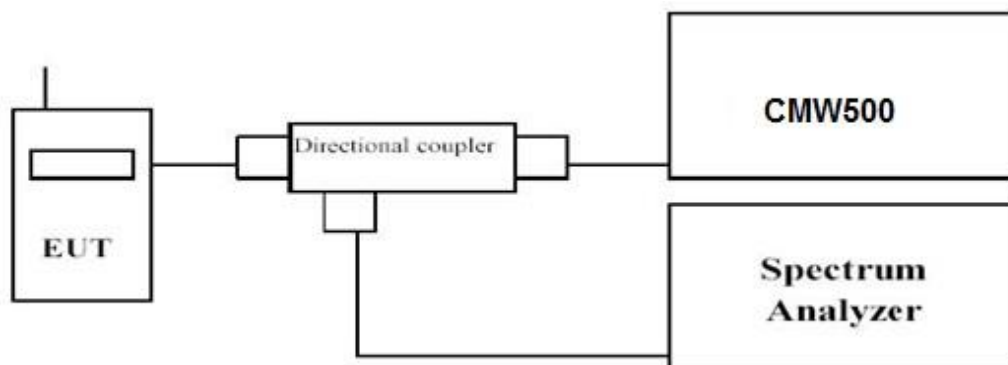 EUT
Directional coupler
CMW500
Spectrum
Analyzer